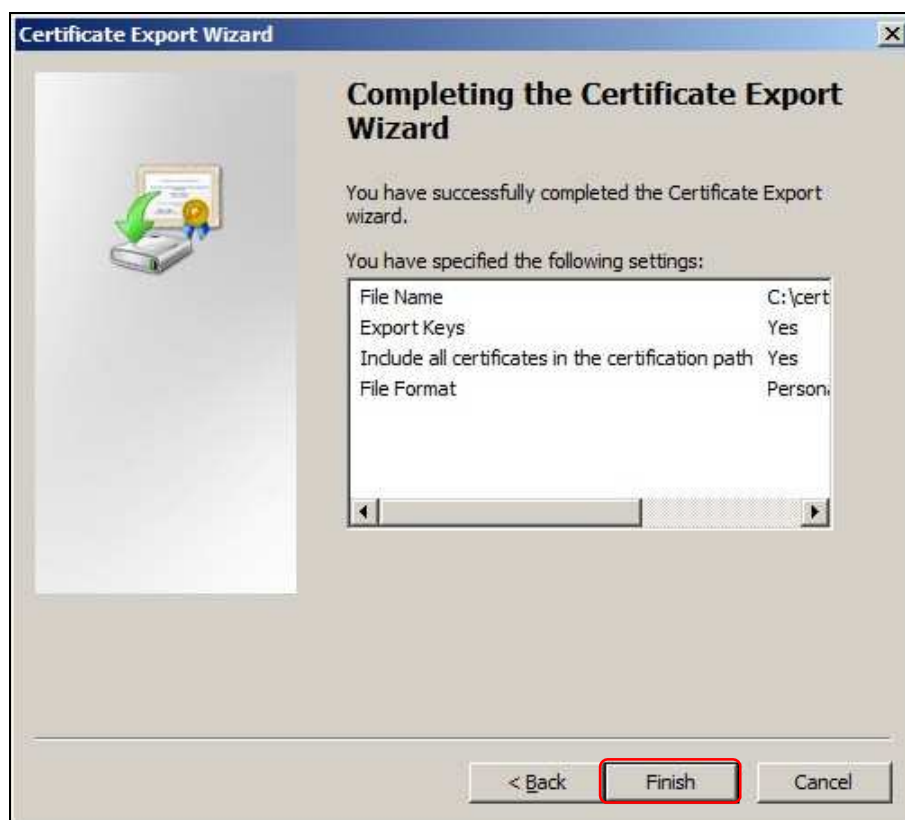 Certificate Export Wizard
Completing the Certificate Export
Wizard
You have successfully completed the Certificate Export
wizard.
You have specified the following settings:
File Name C:\cert
Export Keys Yes
Include all certificates in the certification path Yes
File Format Persona
< Back Finish Cancel